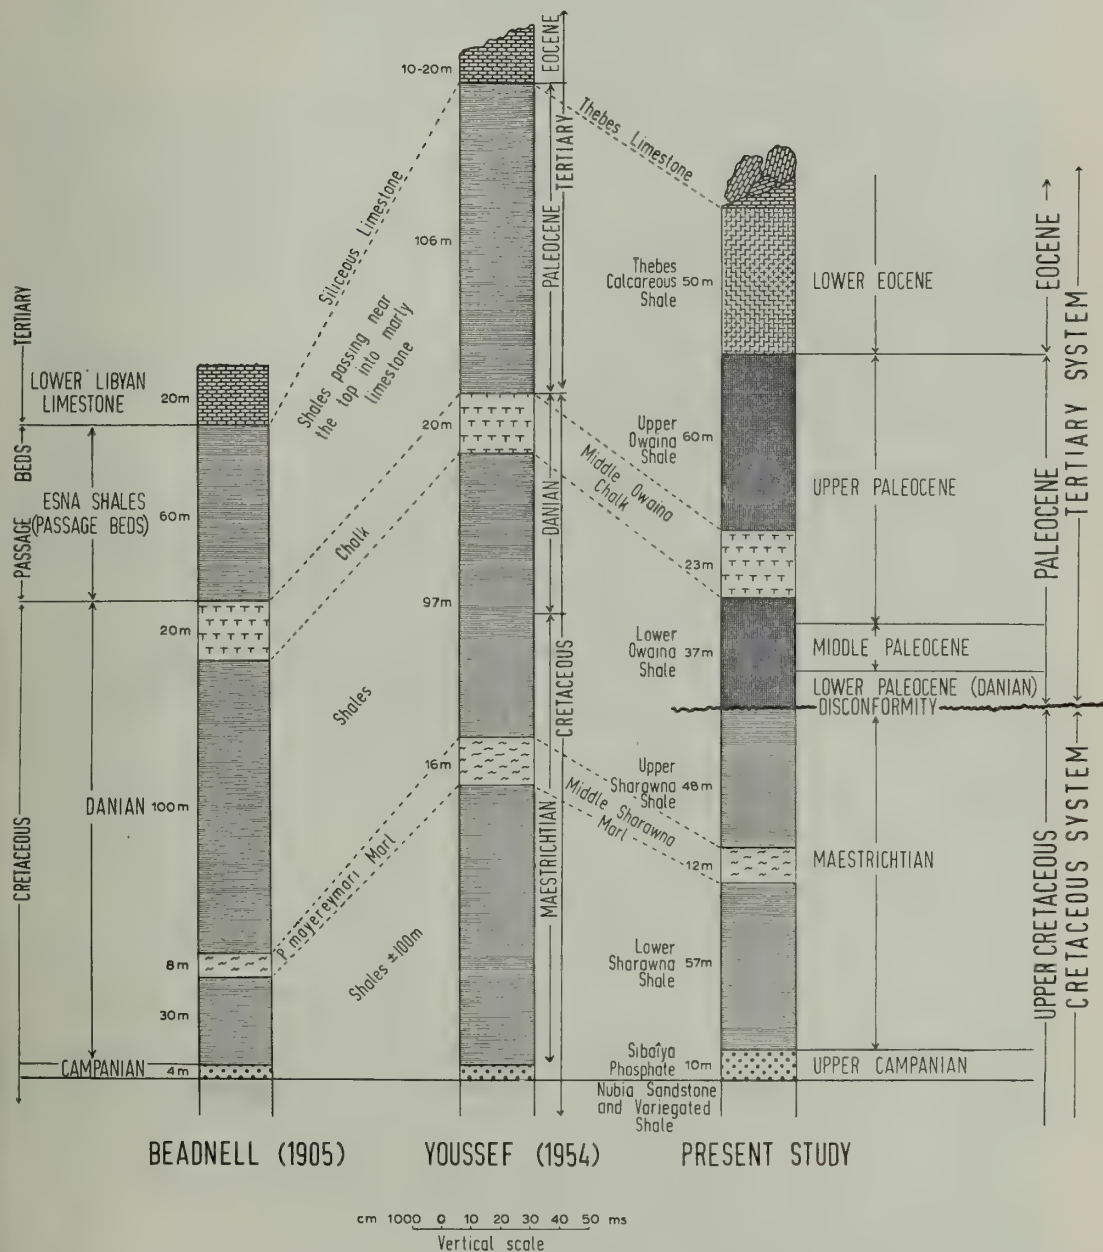 TERTIARY
PASSAGE BEDS
CRETACEOUS
LOWER LIBYAN
LIMESTONE
20m
ESNA SHALES
(PASSAGE BEDS)
60m
20m
DANIAN
100m
8m
30m
CAMPANIAN
4m
Siliceous Limestone
Shales passing near
the top into marly
limestone
Chalk
Shales
P mayereymari Marl
Shales ±100m
10-20m
106m
20m
97m
16m
EOCENE
PALEOCENE
TERTIARY
DANIAN
CRETACEOUS
MAESTRICHTIAN
Thebes Limestone
Middle Owaina
Chalk
Middle Sharawna
Marl
Thebes
Calcareous
Shale
50m
Upper
Owaina
Shale
60m
23m
Lower
Owaina
Shale
37m
Upper
Sharawna
Shale
48m
12m
Lower
Sharawna
Shale
57m
Sibaîya
Phosphate
10m
Nubia Sandstone
and Variegated
Shale
LOWER EOCENE
UPPER PALEOCENE
MIDDLE PALEOCENE
LOWER PALEOCENE (DANIAN)
DISCONFORMITY
MAESTRICHTIAN
UPPER CAMPANIAN
EOCENE
PALEOCENE
TERTIARY SYSTEM
UPPER CRETACEOUS
CRETACEOUS SYSTEM
BEADNELL (1905)
YOUSSEF (1954)
PRESENT STUDY
cm 1000 0 10 20 30 40 50 ms
Vertical scale